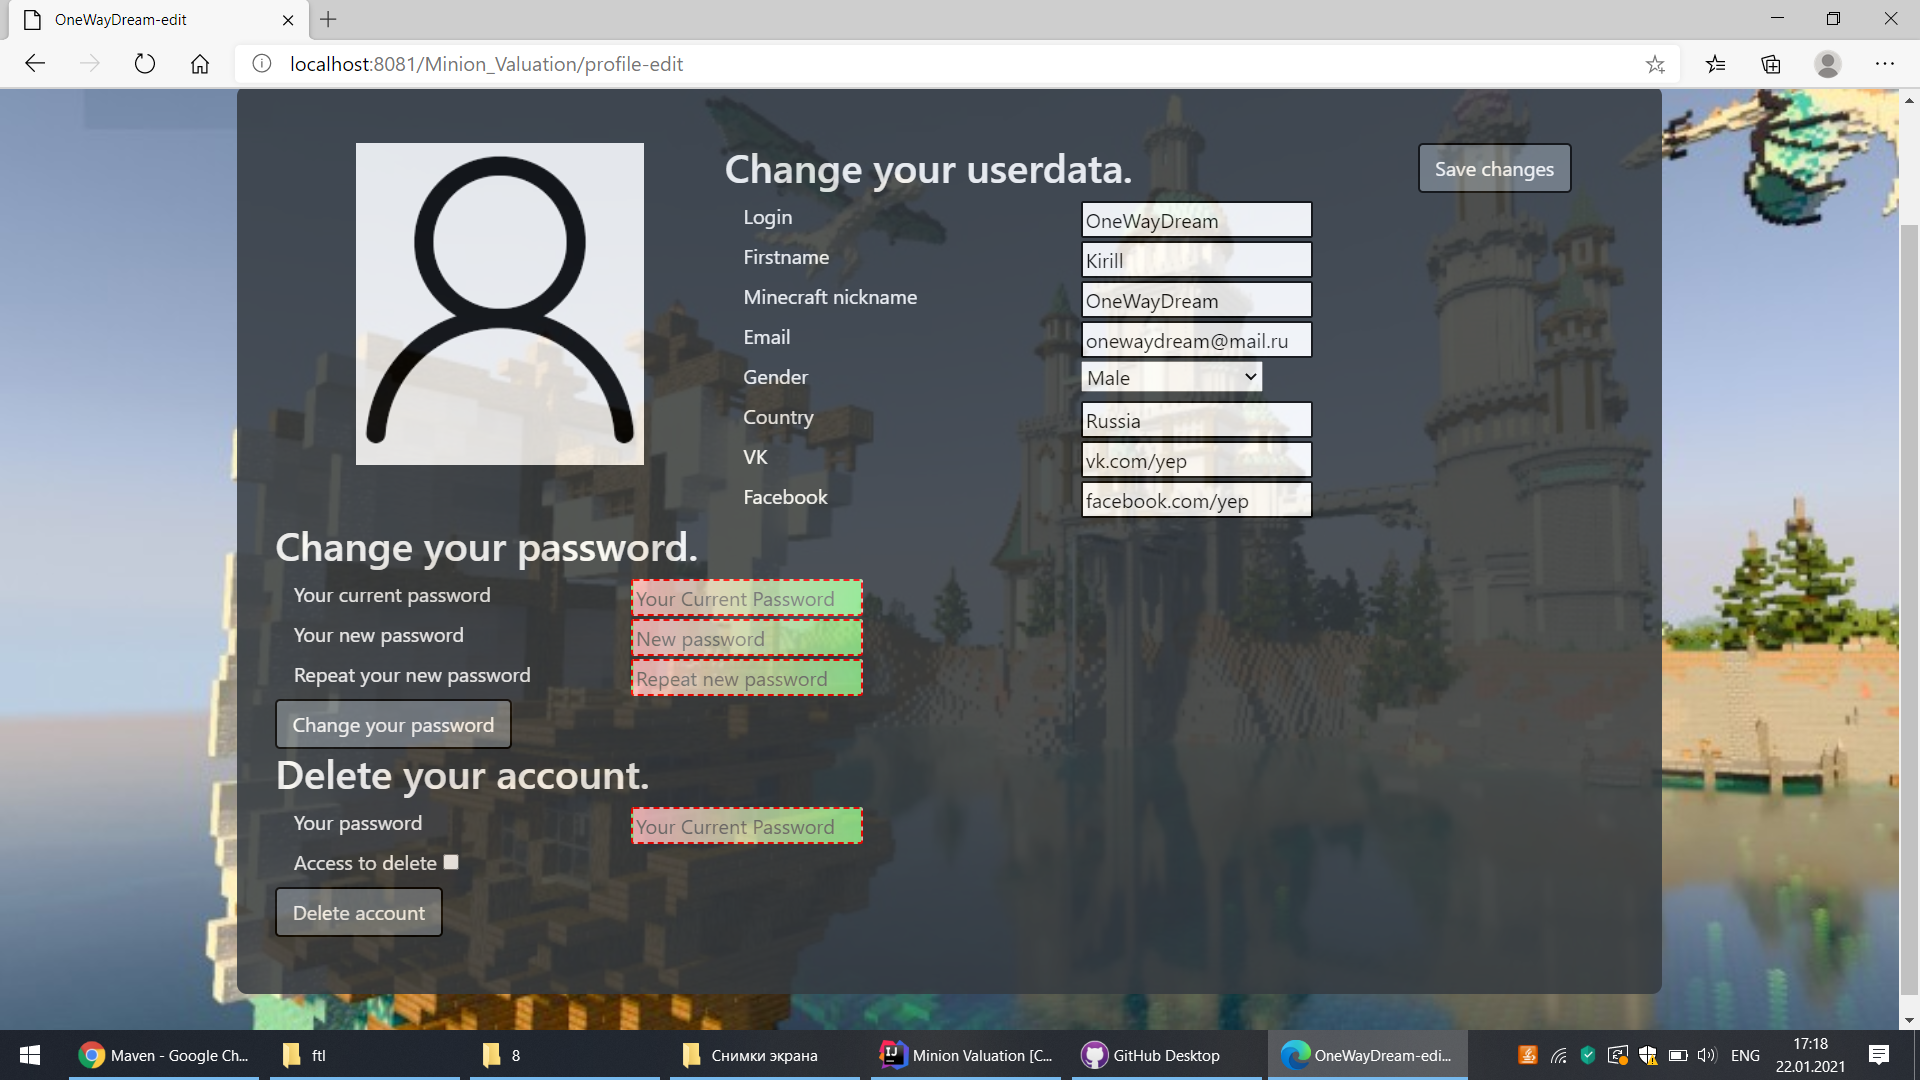 OneWayDream-edit
localhost:8081/Minion_Valuation/profile-edit
Change your userdata.
Save changes
Login
OneWayDream
Firstname
Kirill
Minecraft nickname
OneWayDream
Email
onewaydream@mail.ru
Gender
Male
Country
Russia
VK
vk.com/yep
Facebook
facebook.com/yep
Change your password.
Your current password
Your Current Password
Your new password
New password
Repeat your new password
Repeat new password
Change your password
Delete your account.
Your password
Your Current Password
Access to delete
Delete account
Maven - Google Ch...
ftl
8
Снимки экрана
Minion Valuation [C...
GitHub Desktop
OneWayDream-edi...
ENG
17:18
22.01.2021